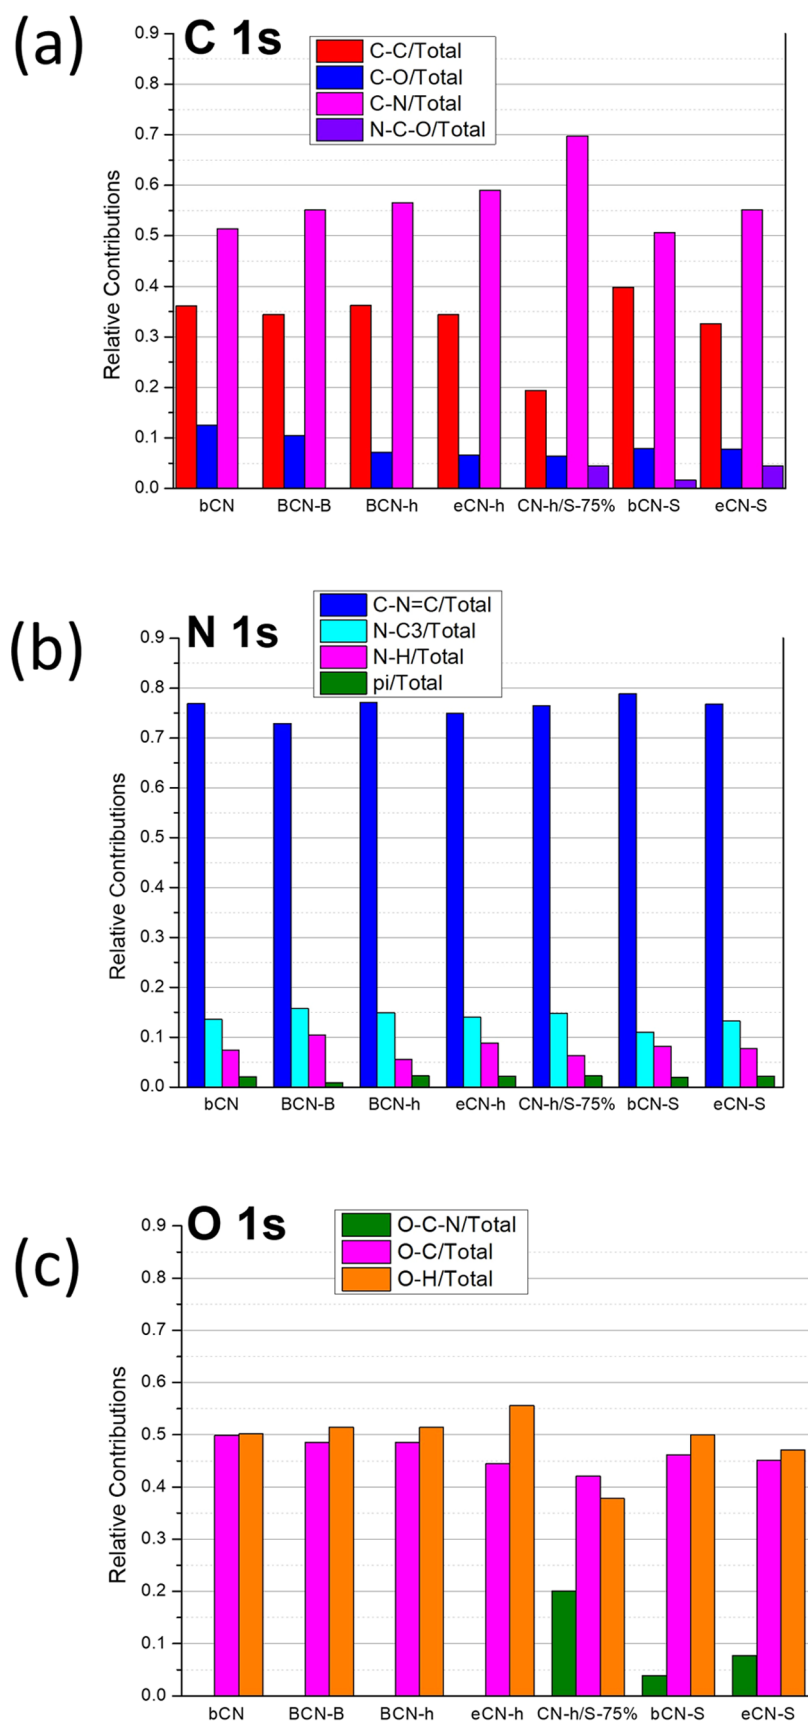 (a)
C 1s
C-C/Total
C-O/Total
C-N/Total
N-C-O/Total
Relative Contributions
0.9
0.8
0.7
0.6
0.5
0.4
0.3
0.2
0.1
0.0
bCN BCN-B BCN-h eCN-h CN-h/S-75% bCN-S eCN-S
(b)
N 1s
C-N=C/Total
N-C3/Total
N-H/Total
pi/Total
Relative Contributions
0.9
0.8
0.7
0.6
0.5
0.4
0.3
0.2
0.1
0.0
bCN BCN-B BCN-h eCN-h CN-h/S-75% bCN-S eCN-S
(c)
O 1s
O-C-N/Total
O-C/Total
O-H/Total
Relative Contributions
0.9
0.8
0.7
0.6
0.5
0.4
0.3
0.2
0.1
0.0
bCN BCN-B BCN-h eCN-h CN-h/S-75% bCN-S eCN-S